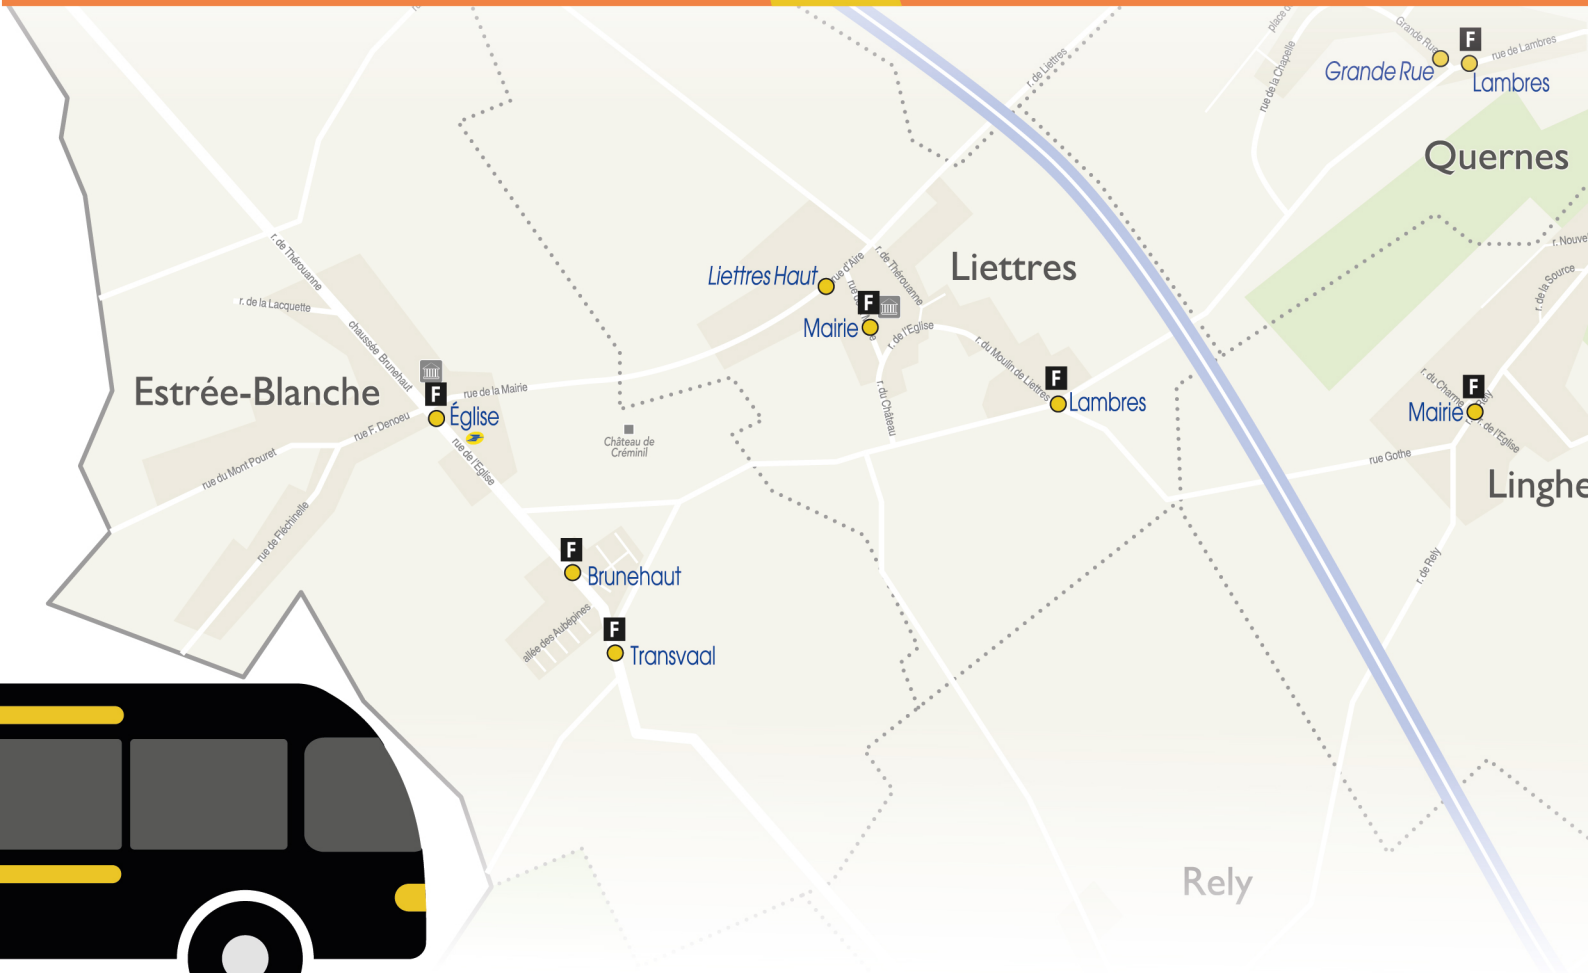 Grande Rue
F
rue de Lambres
Grande Rue
Lambres
r. de Liettres
rue de la Chapelle
Quernes
r. de Thérouanne
Liettres Haut
rue d'Aire
r. de Thérouanne
Liettres
r. de la Source
r. de la Lacquette
F
Mairie
r. de l'Eglise
chaussée Brunehaut
r. du Moulin de Liettres
Estrée-Blanche
F
rue de la Mairie
F
Lambres
r. du Charme
F
Mairie
r. de l'Eglise
Église
rue F. Denoeu
r. du Château
Château de
Créminil
rue de l'Eglise
rue du Mont Pouret
rue Gothe
Linghe
rue de Fléchinelle
F
Brunehaut
r. de Rely
allée des Aubépines
F
Transvaal
Rely